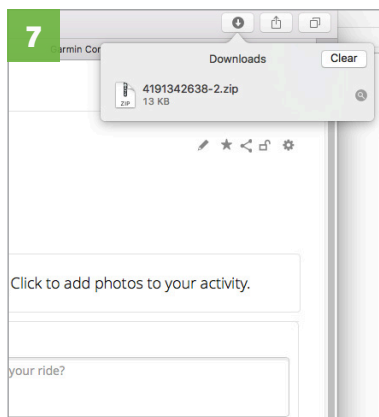 7
Garmin Cor
Downloads
Clear
4191342638-2.zip
ZIP
13 KB
Click to add photos to your activity.
your ride?